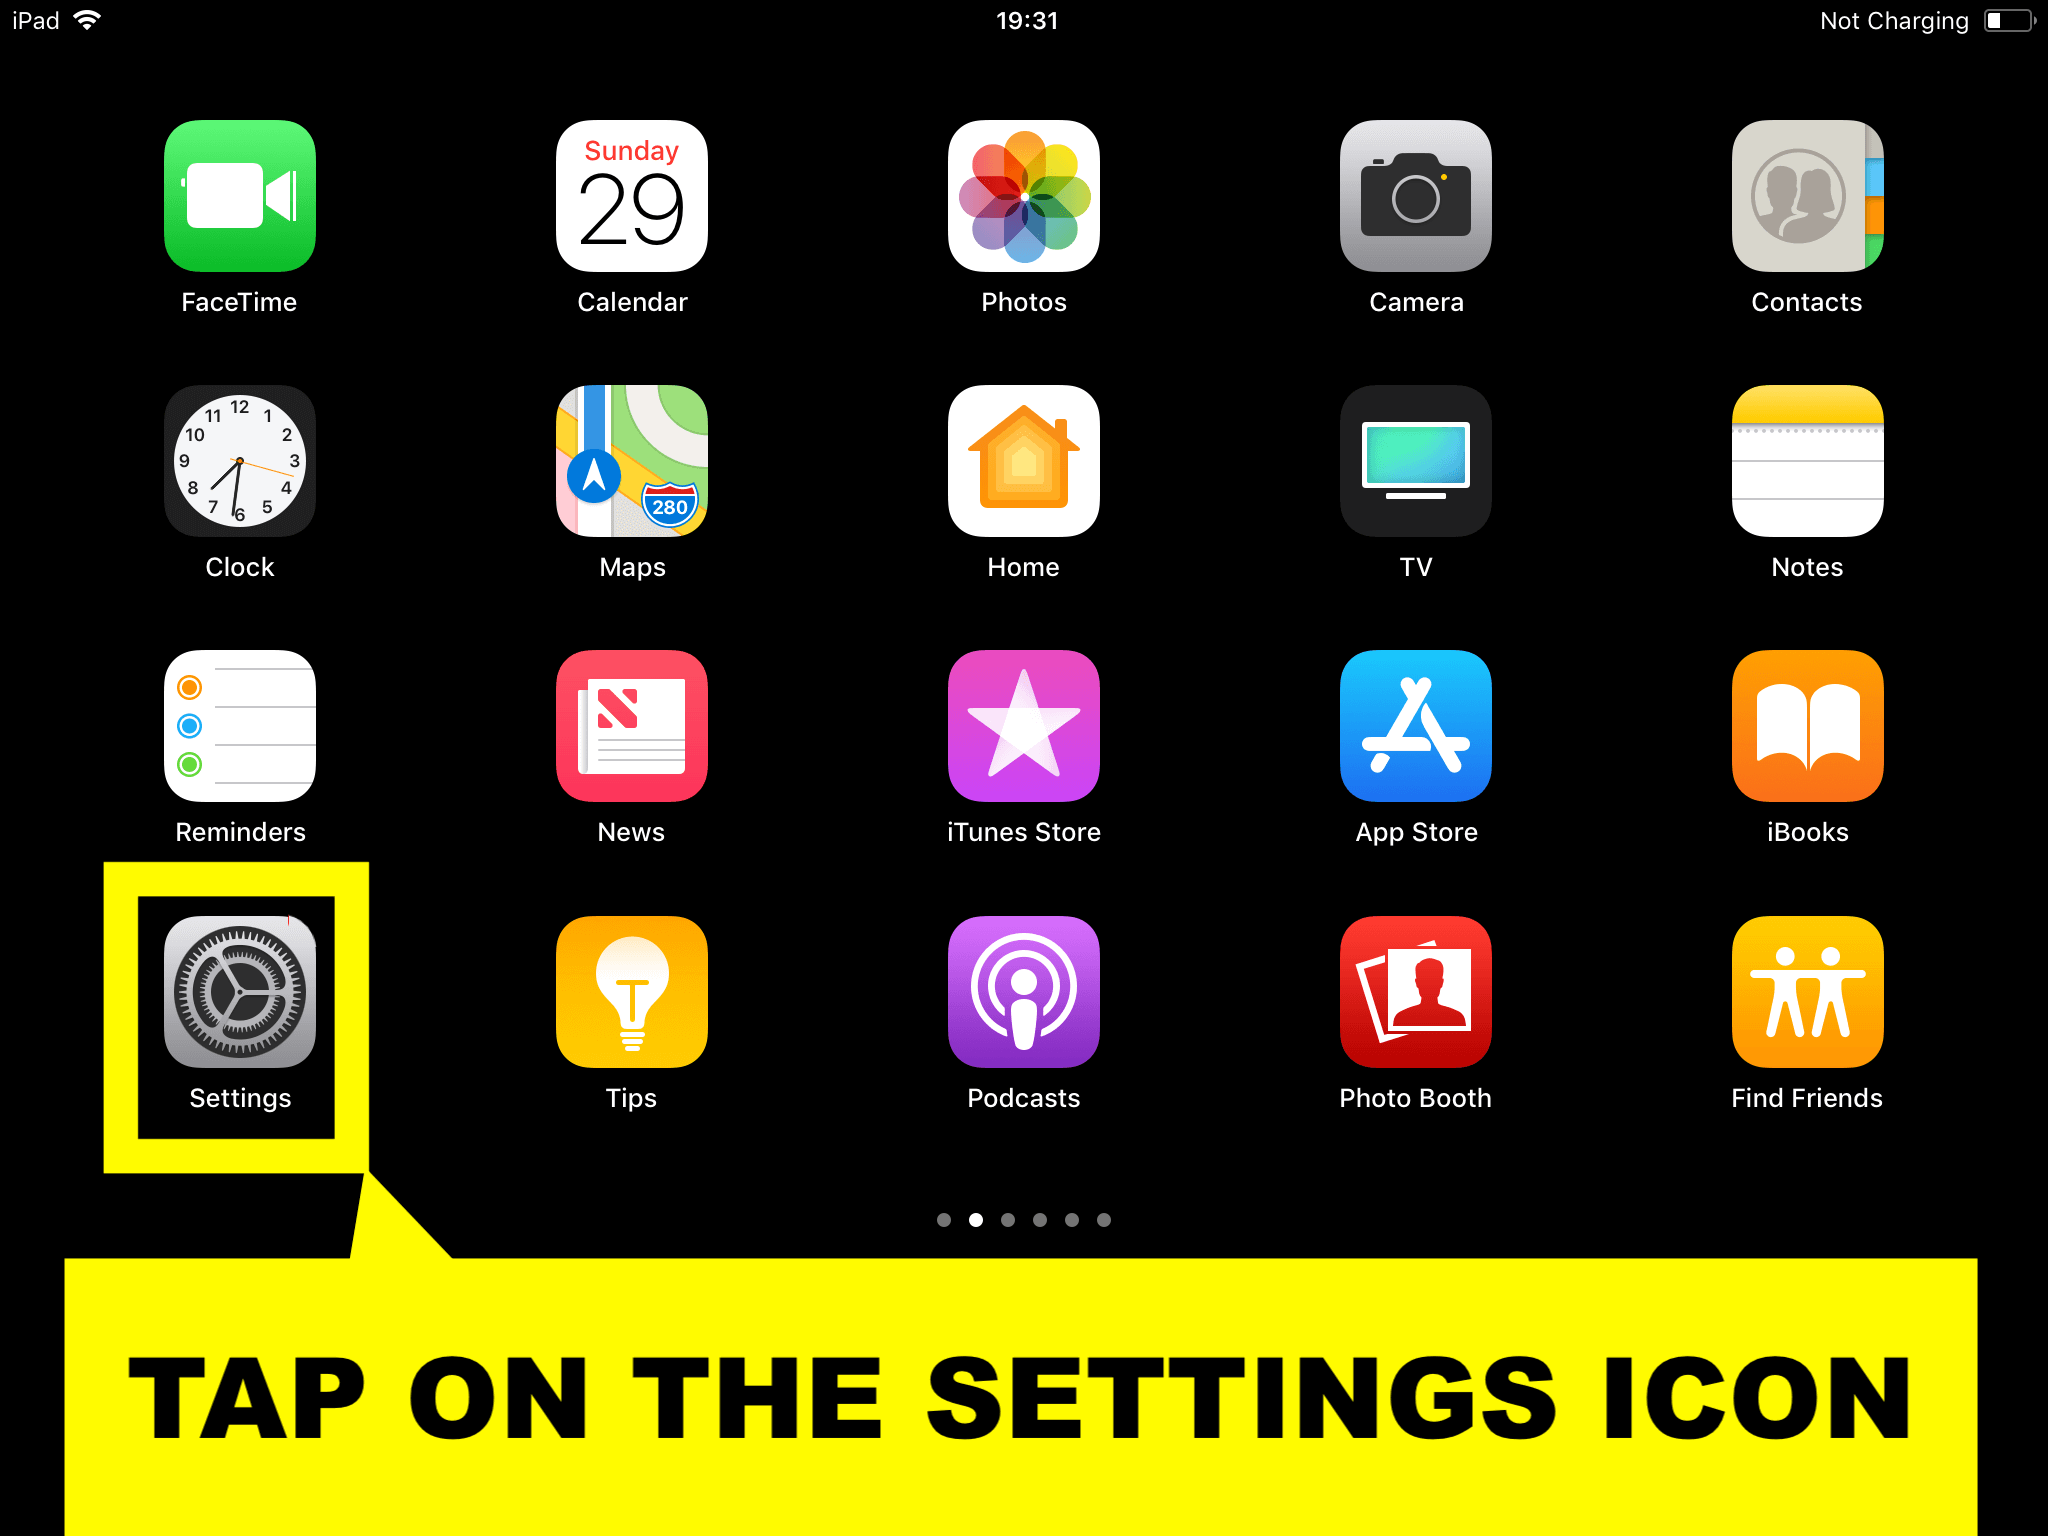 iPad 19:31 Not Charging
Sunday
29
FaceTime Calendar Photos Camera Contacts
12
11 1
10 2
9 3
8 4
7 5
6
280
Clock Maps Home TV Notes
Reminders News iTunes Store App Store iBooks
Settings Tips Podcasts Photo Booth Find Friends
TAP ON THE SETTINGS ICON